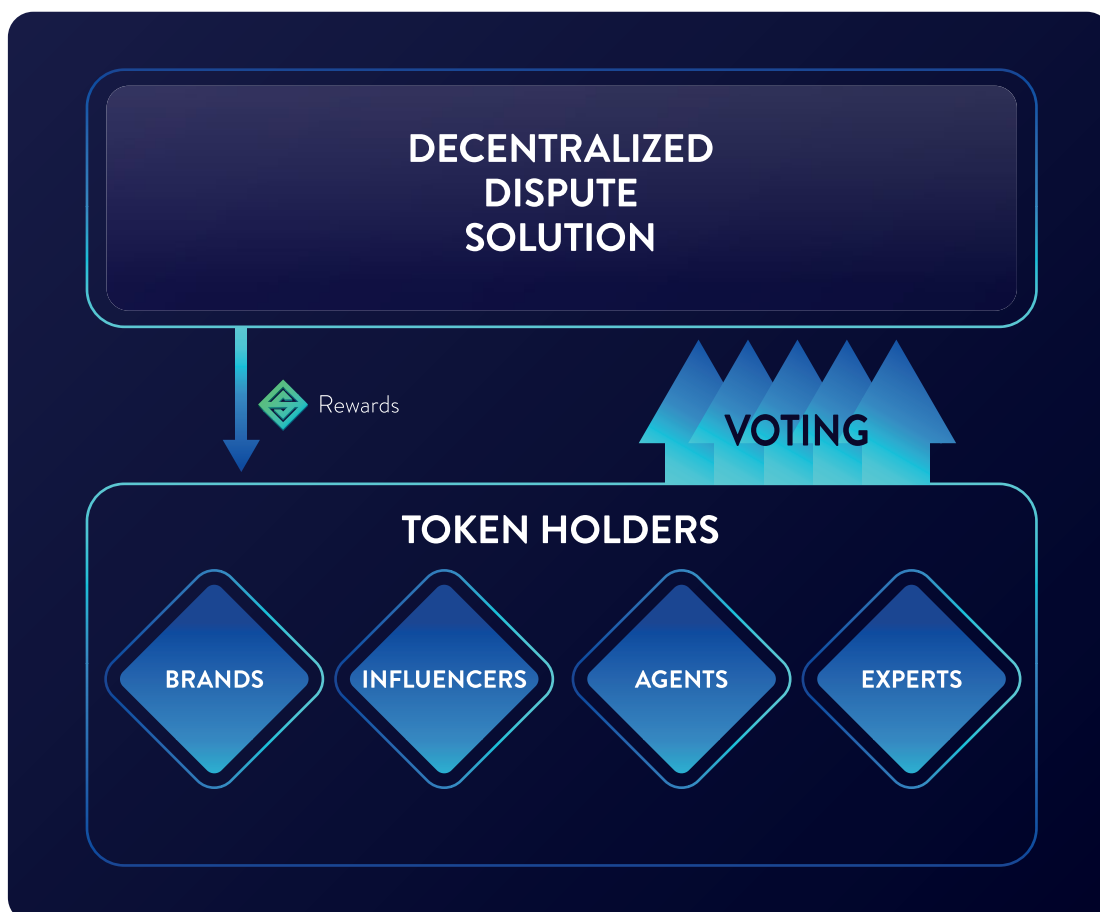 DECENTRALIZED
DISPUTE
SOLUTION
Rewards
VOTING
TOKEN HOLDERS
BRANDS
INFLUENCERS
AGENTS
EXPERTS